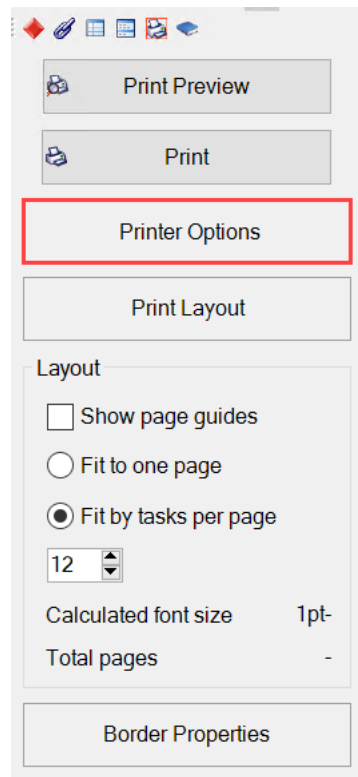 Print Preview
Print
Printer Options
Print Layout
Layout
Show page guides
Fit to one page
Fit by tasks per page
12
Calculated font size 1pt-
Total pages -
Border Properties